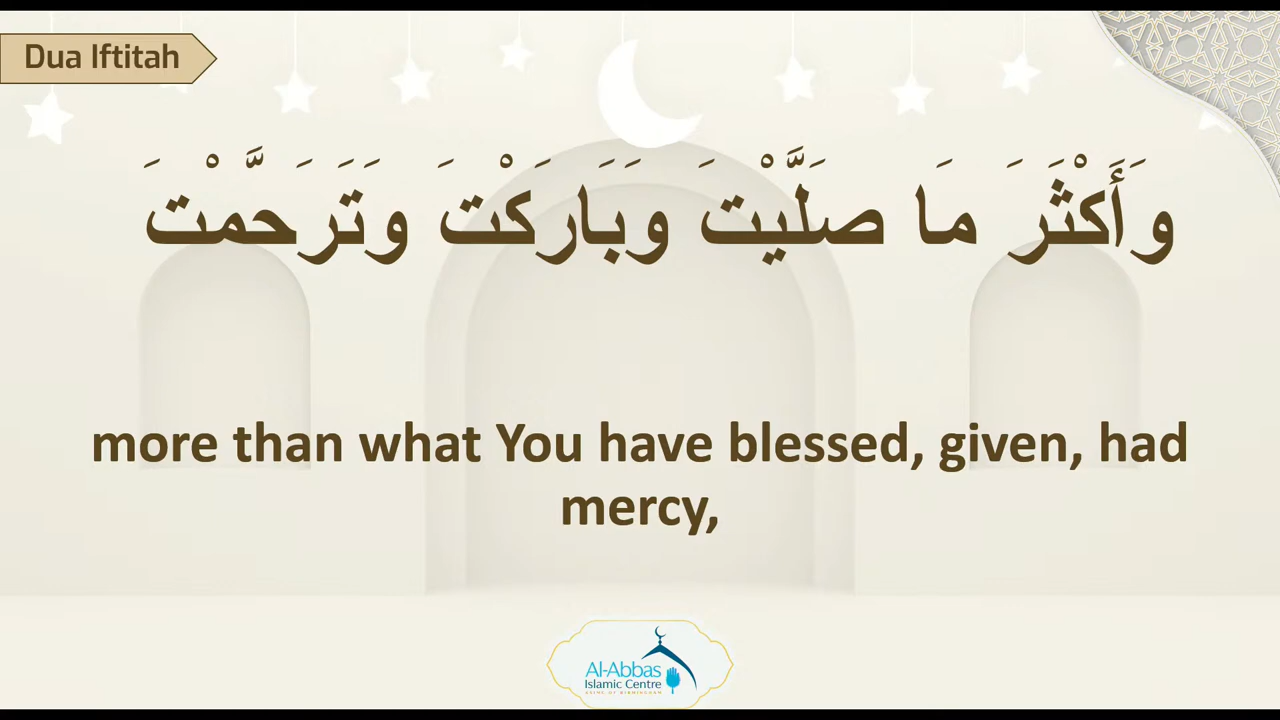 Dua Iftitah
وَأَكْثَرَ مَا صَلَّيْتَ وَبَارَكْتَ وَتَرَحَّمْتَ
more than what You have blessed, given, had
mercy,
Al-Abbas
Islamic Centre